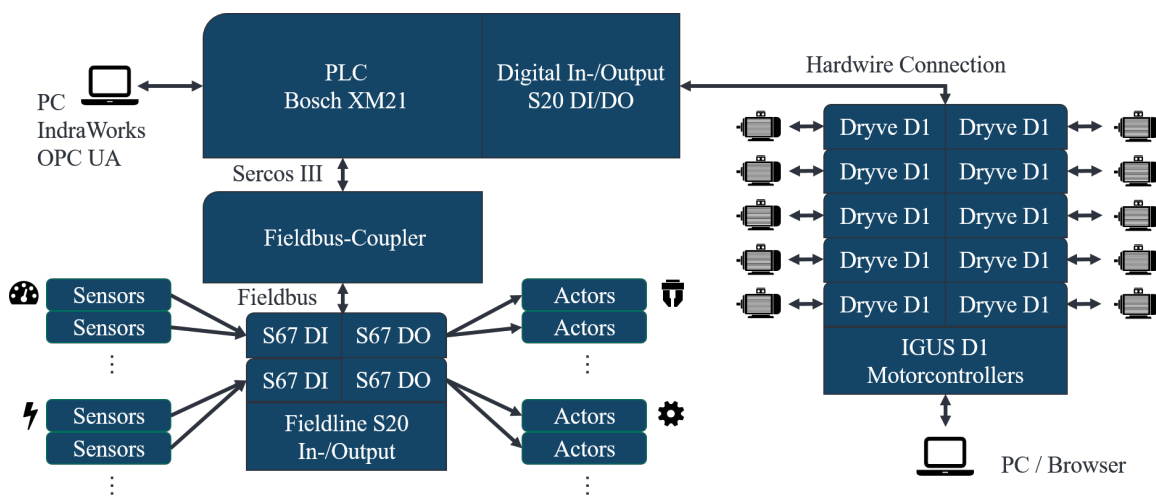 PLC
Bosch XM21
Digital In-/Output
S20 DI/DO
Hardwire Connection
PC
IndraWorks
OPC UA
Sercos III
Fieldbus-Coupler
Fieldbus
Sensors
Sensors
⋮
Sensors
Sensors
⋮
S67 DI
S67 DO
S67 DI
S67 DO
Fieldline S20
In-/Output
Actors
Actors
⋮
Actors
Actors
⋮
Dryve D1
Dryve D1
Dryve D1
Dryve D1
Dryve D1
Dryve D1
Dryve D1
Dryve D1
Dryve D1
Dryve D1
IGUS D1
Motorcontrollers
PC / Browser